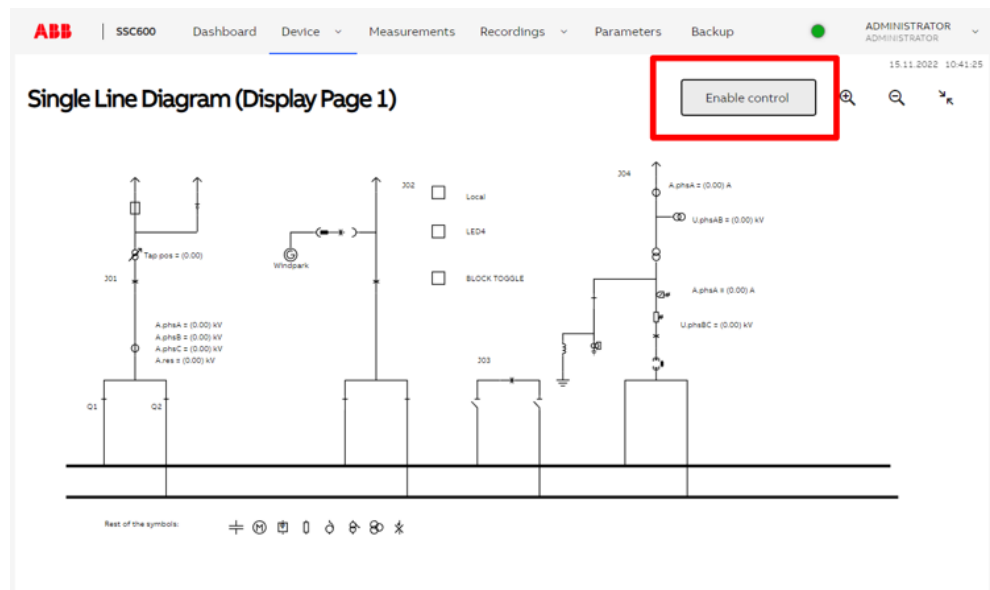 ABB SSC600 Dashboard Device Measurements Recordings Parameters Backup ADMINISTRATOR
ADMINISTRATOR
15.11.2022 10:41:25
Single Line Diagram (Display Page 1)
Enable control
J01
Tap.pos = (0.00)
A.phsA = (0.00) kV
A.phsB = (0.00) kV
A.phsC = (0.00) kV
A.res = (0.00) kV
Q1
Q2
J02
G
Windpark
Local
LED4
BLOCK TOGGLE
J03
J04
A.phsA = (0.00) A
U.phsAB = (0.00) kV
A.phsA = (0.00) A
U.phsBC = (0.00) kV
Rest of the symbols:
M